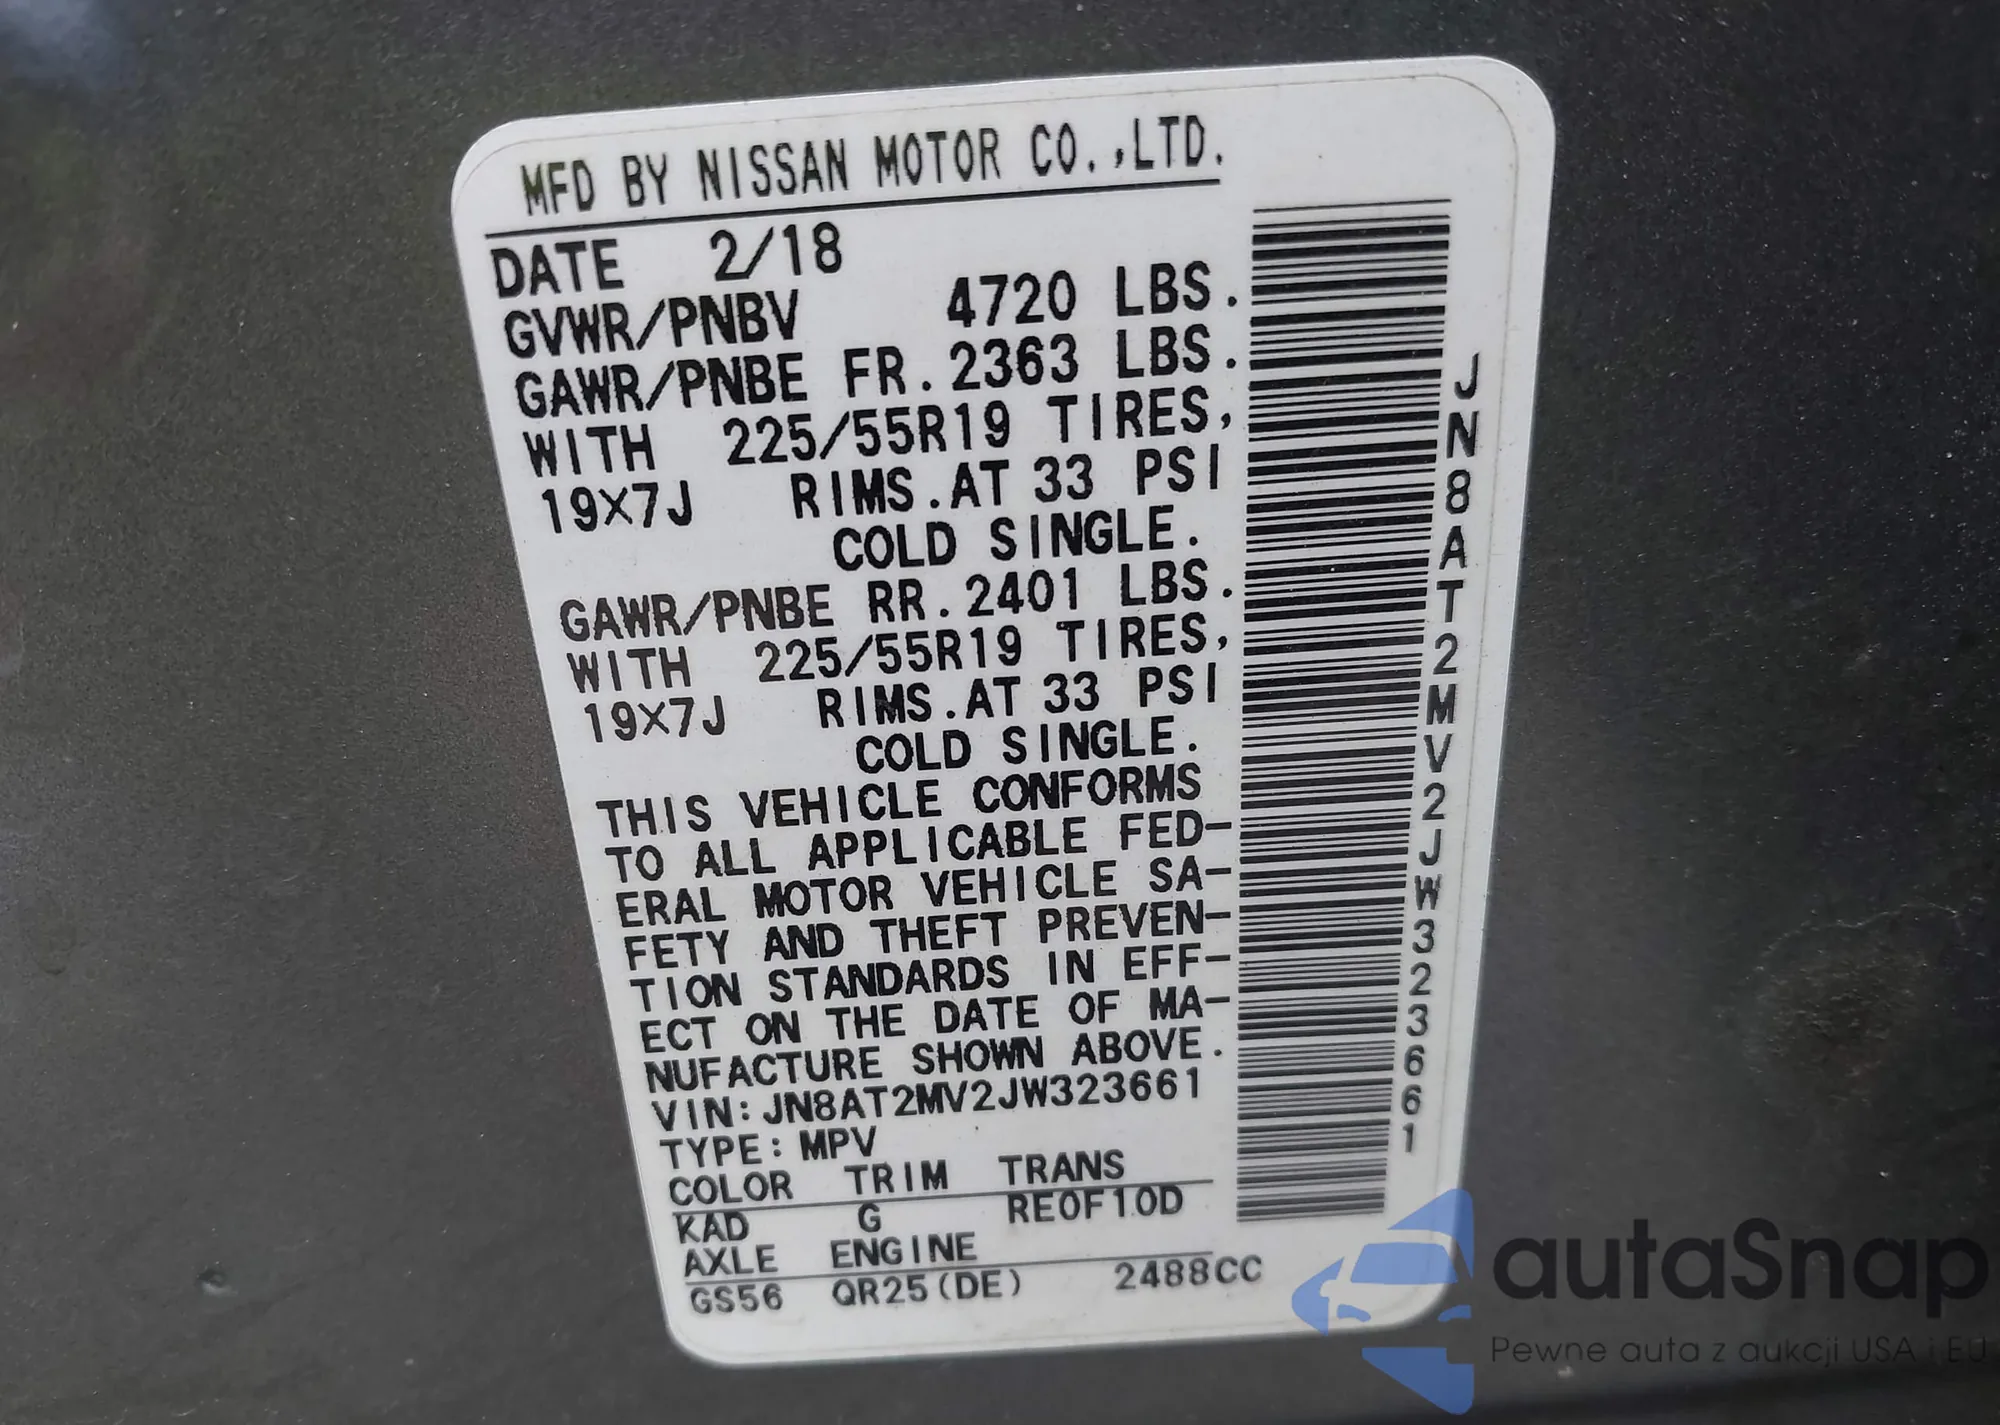 MFD BY NISSAN MOTOR CO.,LTD.
DATE 2/18
GVWR/PNBV 4720 LBS.
GAWR/PNBE FR.2363 LBS.
WITH 225/55R19 TIRES,
19X7J RIMS.AT 33 PSI
COLD SINGLE.
GAWR/PNBE RR.2401 LBS.
WITH 225/55R19 TIRES,
19X7J RIMS.AT 33 PSI
COLD SINGLE.
THIS VEHICLE CONFORMS
TO ALL APPLICABLE FED-
ERAL MOTOR VEHICLE SA-
FETY AND THEFT PREVEN-
TION STANDARDS IN EFF-
ECT ON THE DATE OF MA-
NUFACTURE SHOWN ABOVE.
VIN:JN8AT2MV2JW323661
TYPE:MPV
COLOR TRIM TRANS
KAD G RE0F10D
AXLE ENGINE
GS56 QR25(DE) 2488CC
JN8AT2MV2JW323661
autaSnap
Pewne auta z aukcji USA i EU